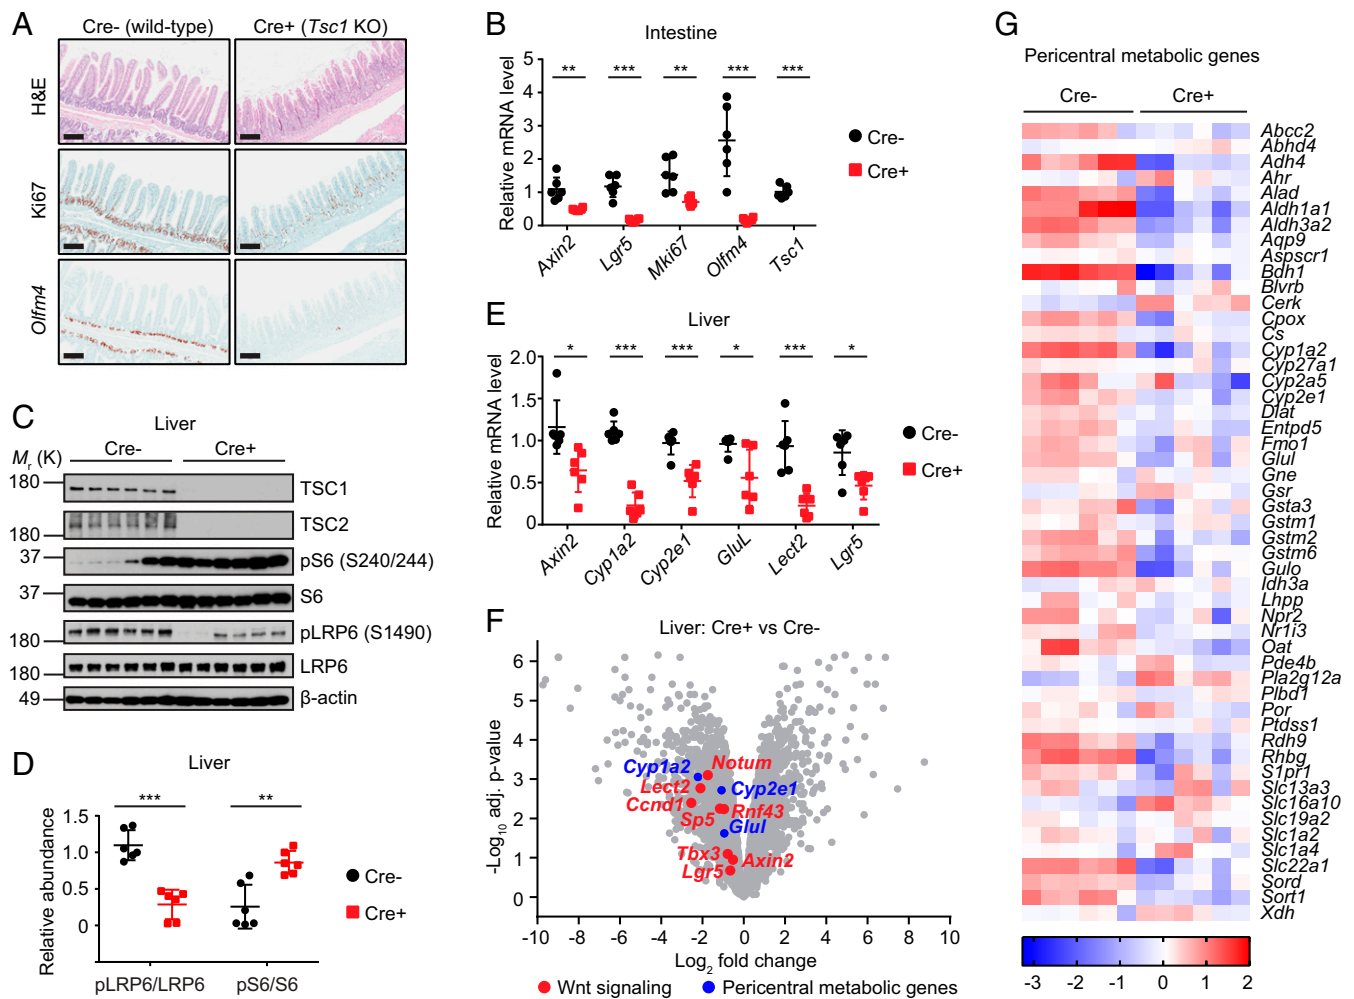 A
Cre- (wild-type)
Cre+ (Tsc1 KO)
H&E
Ki67
Olfm4
B
Intestine
** *** ** *** ***
Relative mRNA level
5
4
3
2
1
0
Axin2 Lgr5 Mki67 Olfm4 Tsc1
Cre-
Cre+
C
Liver
Mr (K) Cre- Cre+
180 TSC1
180 TSC2
37 pS6 (S240/244)
37 S6
180 pLRP6 (S1490)
180 LRP6
49 β-actin
D
Liver
*** **
Relative abundance
1.5
1.0
0.5
0
pLRP6/LRP6 pS6/S6
Cre-
Cre+
E
Liver
* *** *** * *** *
Relative mRNA level
2.0
1.5
1.0
0.5
0
Axin2 Cyp1a2 Cyp2e1 GluL Lect2 Lgr5
Cre-
Cre+
F
Liver: Cre+ vs Cre-
-Log10 adj. p-value
6
5
4
3
2
1
0
Notum
Cyp1a2
Lect2
Cyp2e1
Ccnd1
Rnf43
Sp5
Glul
Tbx3
Axin2
Lgr5
-10 -8 -6 -4 -2 0 2 4 6 8 10
Log2 fold change
Wnt signaling
Pericentral metabolic genes
G
Pericentral metabolic genes
Cre- Cre+
Abcc2
Abhd4
Adh4
Ahr
Alad
Aldh1a1
Aldh3a2
Aqp9
Aspscr1
Bdh1
Blvrb
Cerk
Cpox
Cs
Cyp1a2
Cyp27a1
Cyp2a5
Cyp2e1
Dlat
Entpd5
Fmo1
Glul
Gne
Gsr
Gsta3
Gstm1
Gstm2
Gstm6
Gulo
Idh3a
Lhpp
Npr2
Nr1i3
Oat
Pde4b
Pla2g12a
Plbd1
Por
Ptdss1
Rdh9
Rhbg
S1pr1
Slc13a3
Slc16a10
Slc19a2
Slc1a2
Slc1a4
Slc22a1
Sord
Sort1
Xdh
-3 -2 -1 0 1 2